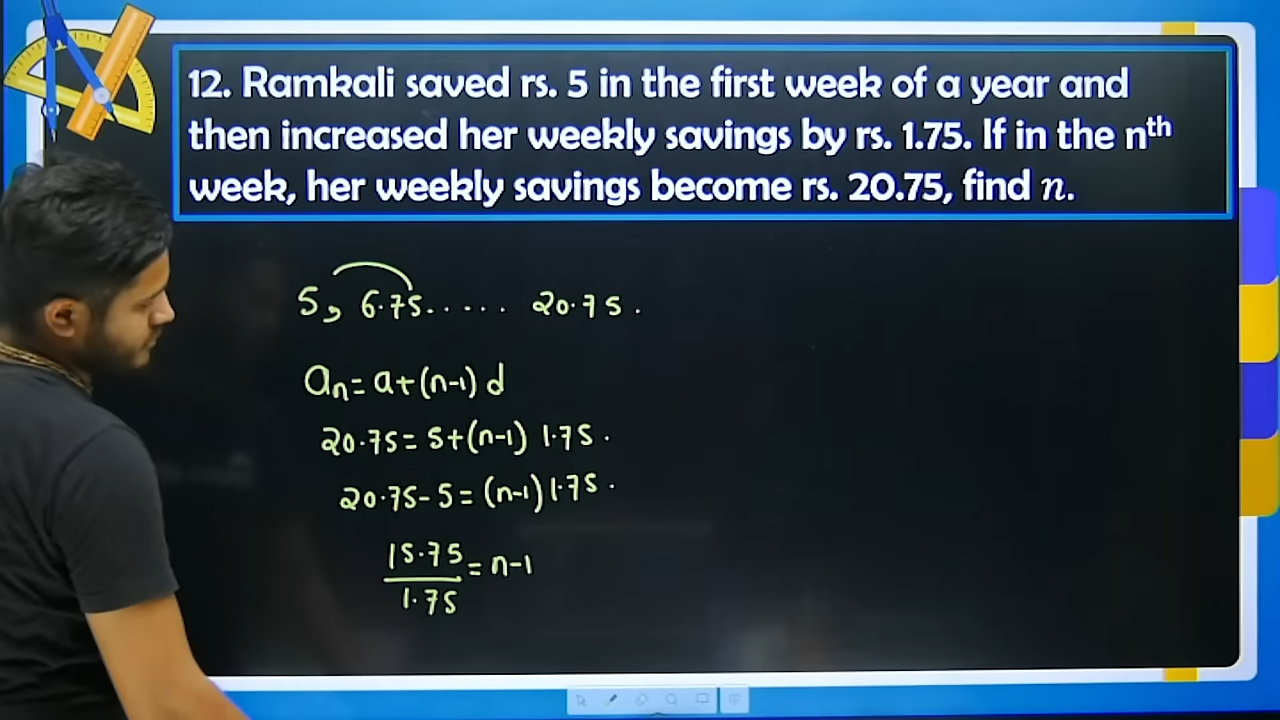 12. Ramkali saved rs. 5 in the first week of a year and
then increased her weekly savings by rs. 1.75. If in the nth
week, her weekly savings become rs. 20.75, find n.
5, 6.75...... 20.75.
an = a+(n-1) d
20.75 = 5+(n-1) 1.75.
20.75-5 = (n-1) 1.75.
15.75/1.75 = n-1